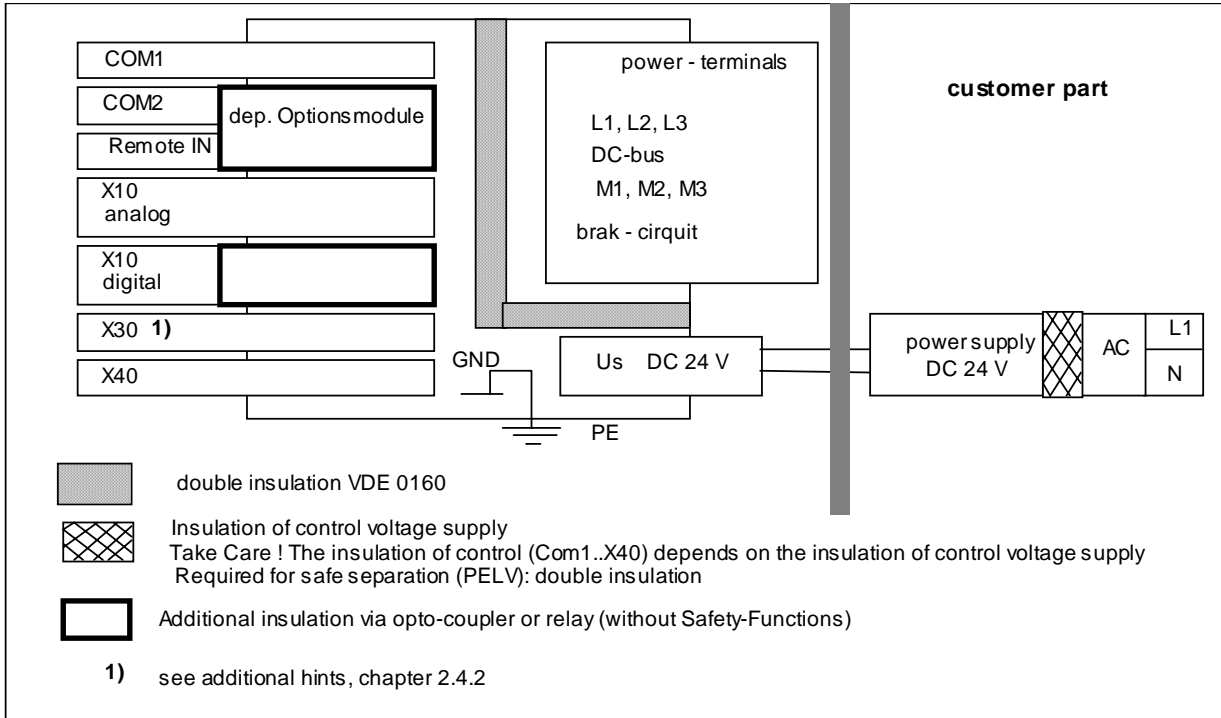 COM1
COM2
dep. Optionsmodule
Remote IN
X10
analog
X10
digital
X30 1)
X40
power - terminals
L1, L2, L3
DC-bus
M1, M2, M3
brak - cirquit
GND
Us DC 24 V
PE
customer part
power supply
DC 24 V
AC
L1
N
double insulation VDE 0160
Insulation of control voltage supply
Take Care ! The insulation of control (Com1..X40) depends on the insulation of control voltage supply
Required for safe separation (PELV): double insulation
Additional insulation via opto-coupler or relay (without Safety-Functions)
1) see additional hints, chapter 2.4.2